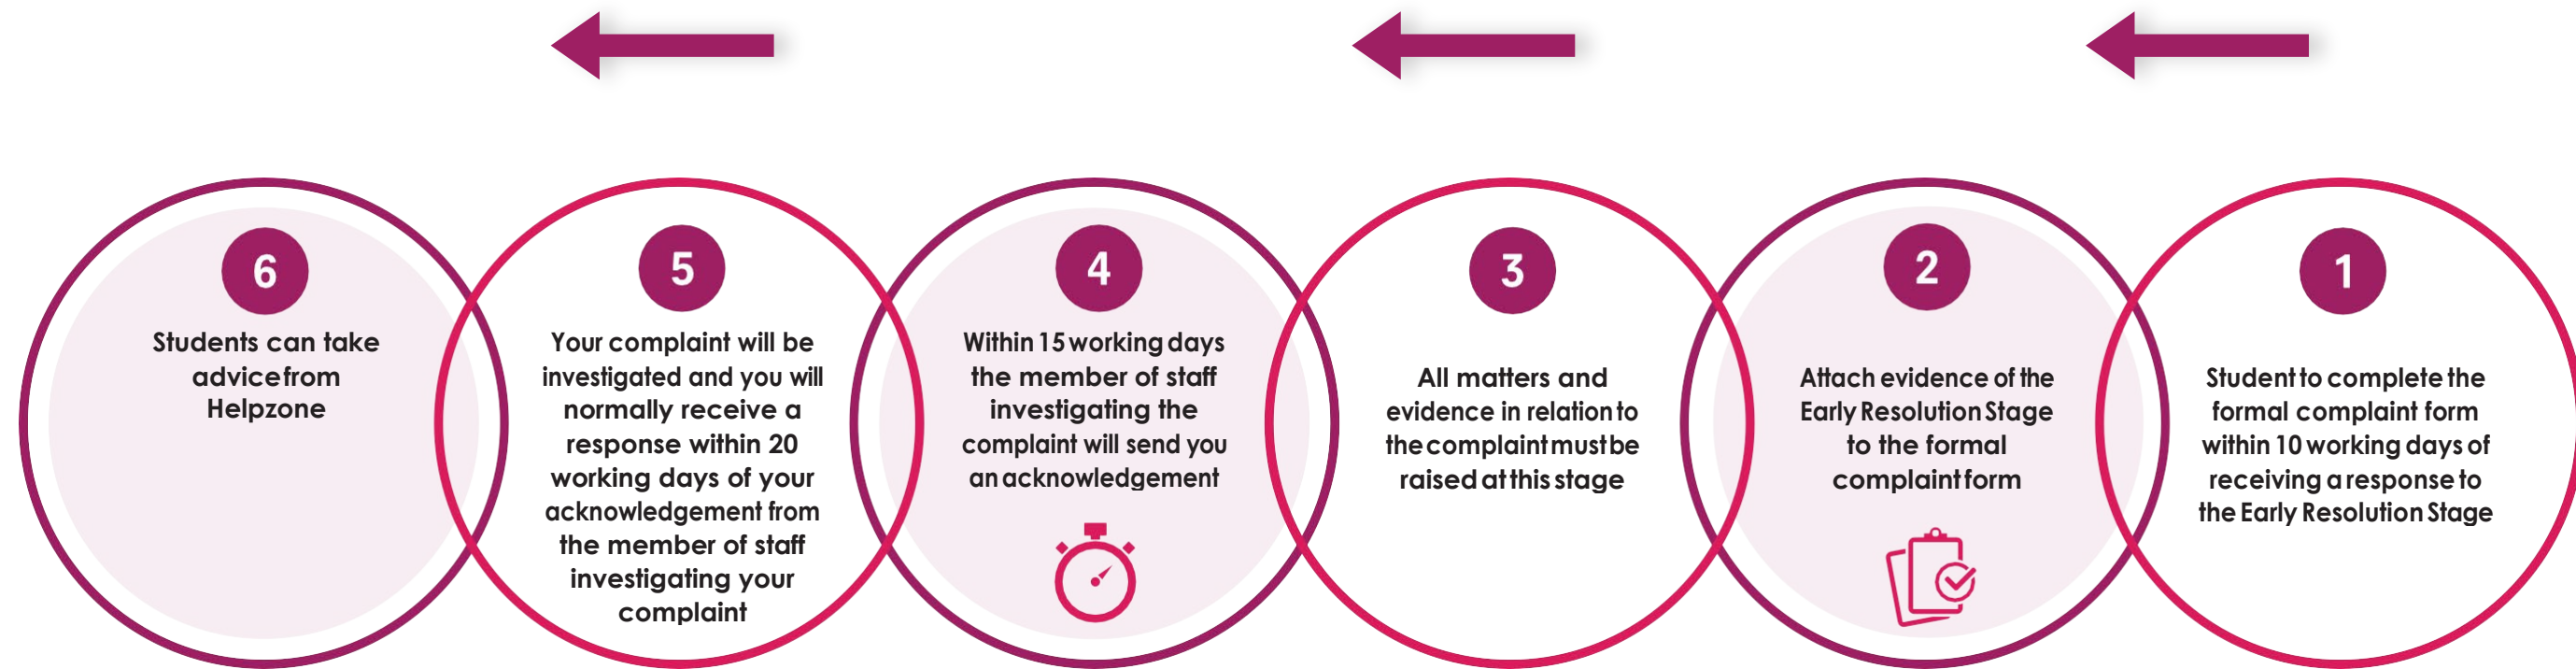 1
Student to complete the
formal complaint form
within 10 working days of
receiving a response to
the Early Resolution Stage
2
Attach evidence of the
Early Resolution Stage
to the formal
complaint form
3
All matters and
evidence in relation to
the complaint must be
raised at this stage
4
Within 15 working days
the member of staff
investigating the
complaint will send you
an acknowledgement
5
Your complaint will be
investigated and you will
normally receive a
response within 20
working days of your
acknowledgement from
the member of staff
investigating your
complaint
6
Students can take
advice from
Helpzone